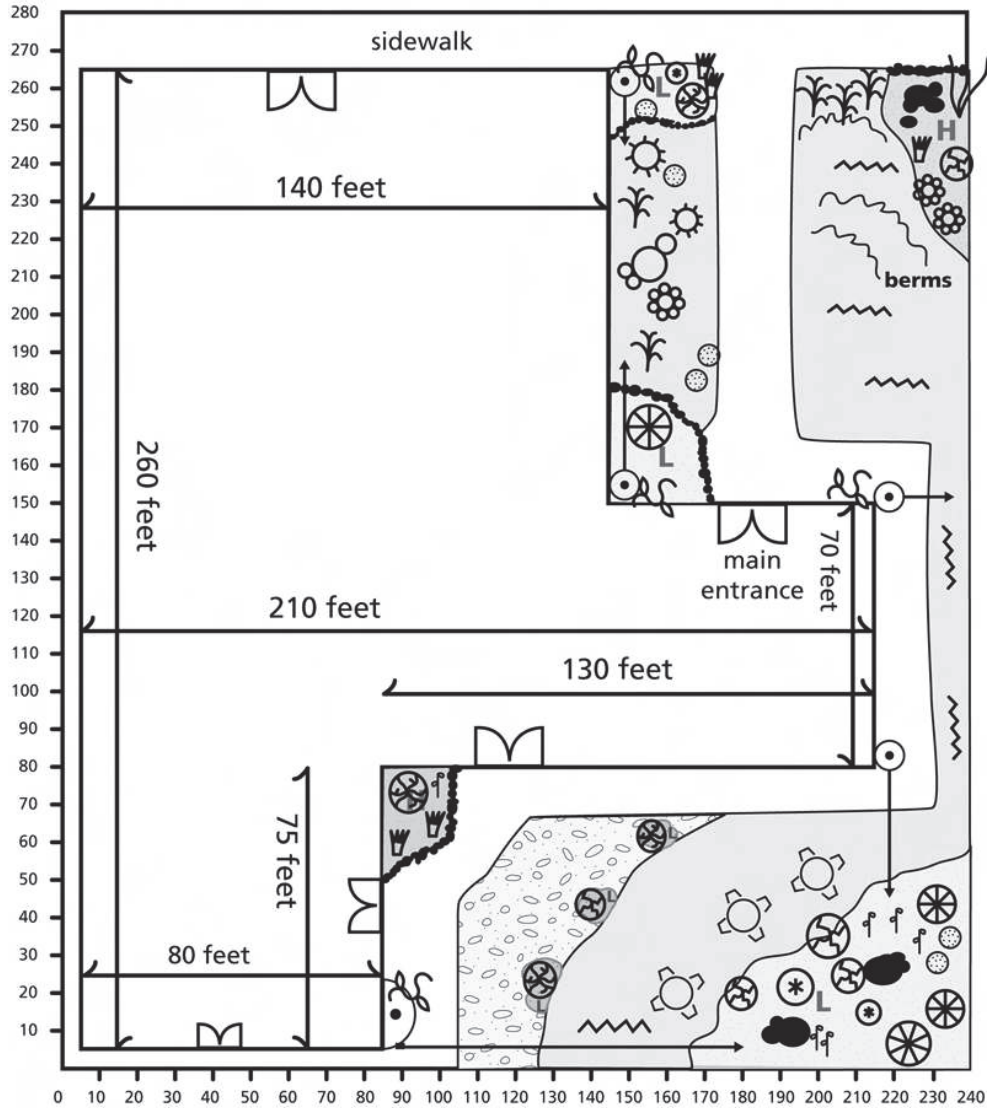 280
270
260
250
240
230
220
210
200
190
180
170
160
150
140
130
120
110
100
90
80
70
60
50
40
30
20
10
sidewalk
L
H
140 feet
berms
260 feet
L
main
entrance
70 feet
210 feet
130 feet
L
75 feet
L
L
80 feet
L
L
0 10 20 30 40 50 60 70 80 90 100 110 120 130 140 150 160 170 180 190 200 210 220 230 240